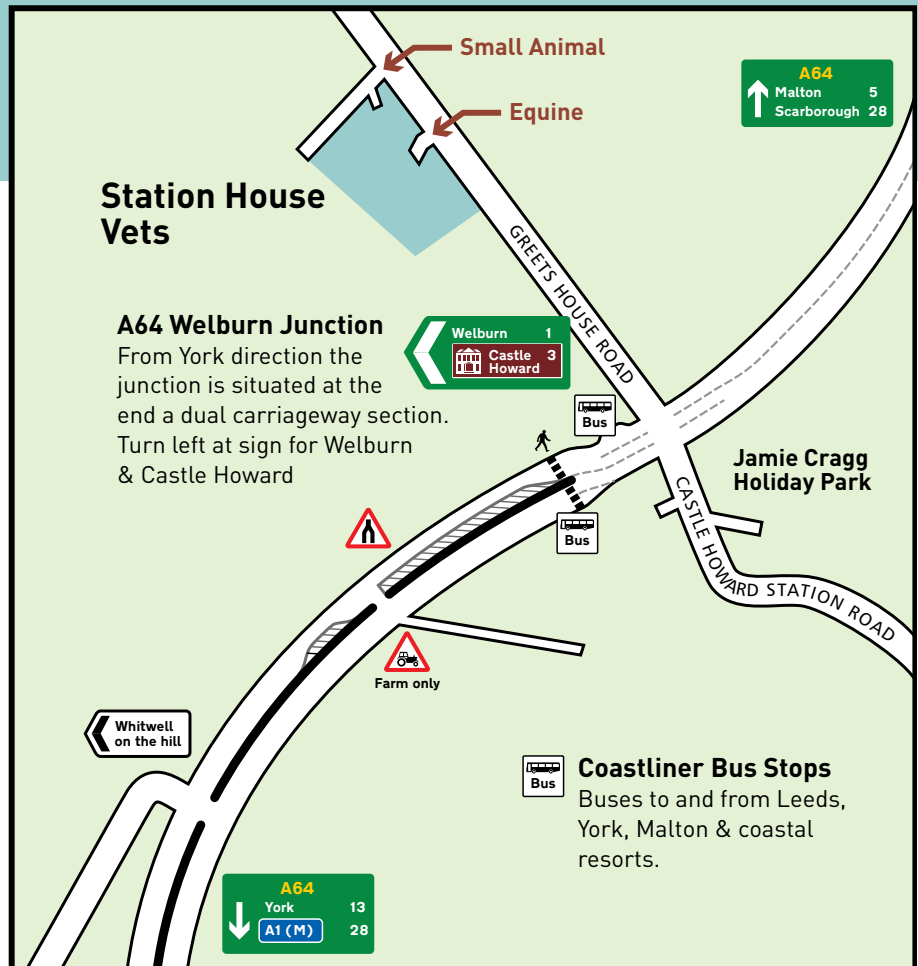 Small Animal
Equine
A64
Malton 5
Scarborough 28
Station House
Vets
GREETS HOUSE ROAD
A64 Welburn Junction
From York direction the
junction is situated at the
end a dual carriageway section.
Turn left at sign for Welburn
& Castle Howard
Welburn 1
Castle 3
Howard
Bus
Jamie Cragg
Holiday Park
Bus
CASTLE HOWARD STATION ROAD
Farm only
Whitwell
on the hill
Bus
Coastliner Bus Stops
Buses to and from Leeds,
York, Malton & coastal
resorts.
A64
York 13
A1 (M) 28